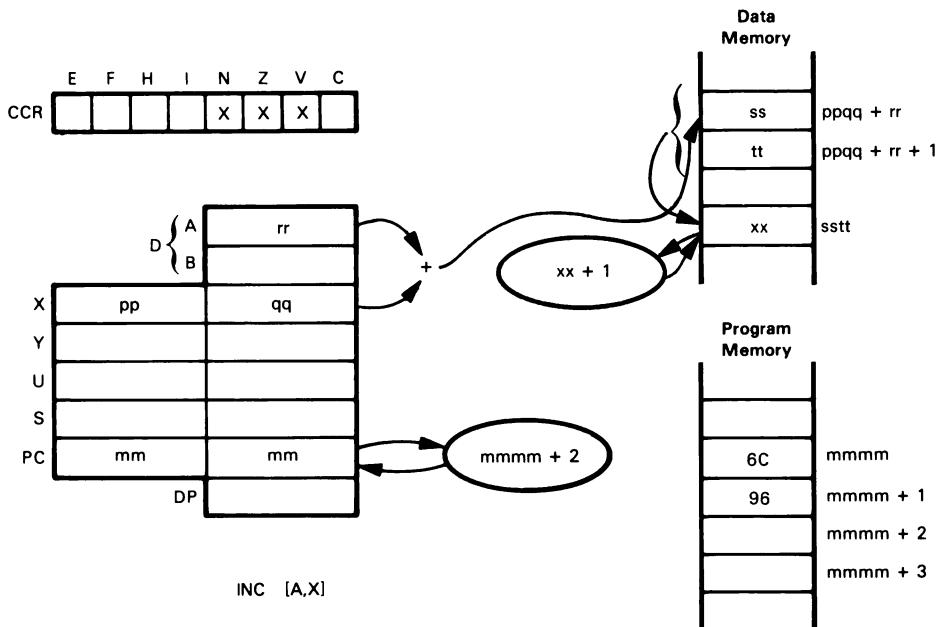 Data
Memory
E F H I N Z V C
CCR X X X
ss ppqq + rr
tt ppqq + rr + 1
D { A rr
B
+
xx sstt
xx + 1
X pp qq
Y
U
S
PC mm mm
mmmm + 2
DP
Program
Memory
6C mmmm
96 mmmm + 1
mmmm + 2
mmmm + 3
INC [A,X]